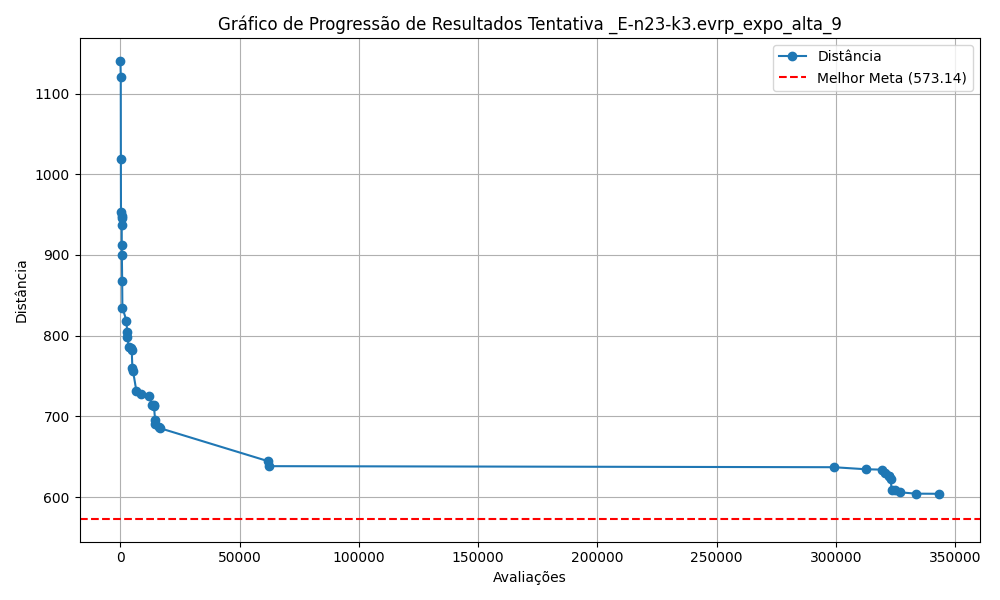 Gráfico de Progressão de Resultados Tentativa _E-n23-k3.evrp_expo_alta_9
Distância
Melhor Meta (573.14)
Distância
1100
1000
900
800
700
600
0
50000
100000
150000
200000
250000
300000
350000
Avaliações